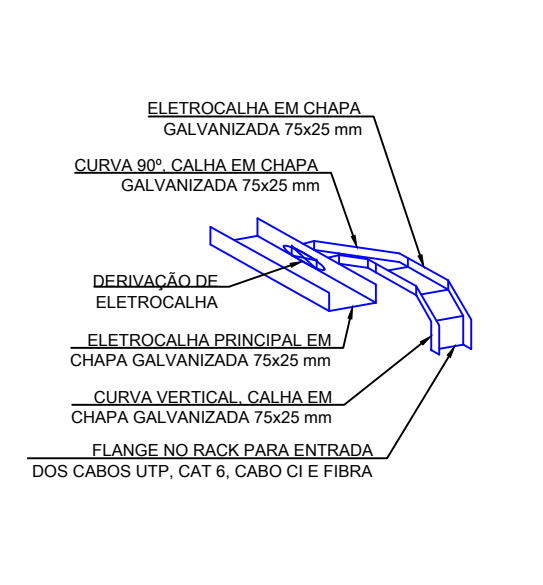 ELETROCALHA EM CHAPA
GALVANIZADA 75x25 mm
CURVA 90º, CALHA EM CHAPA
GALVANIZADA 75x25 mm
DERIVAÇÃO DE
ELETROCALHA
ELETROCALHA PRINCIPAL EM
CHAPA GALVANIZADA 75x25 mm
CURVA VERTICAL, CALHA EM
CHAPA GALVANIZADA 75x25 mm
FLANGE NO RACK PARA ENTRADA
DOS CABOS UTP, CAT 6, CABO CI E FIBRA